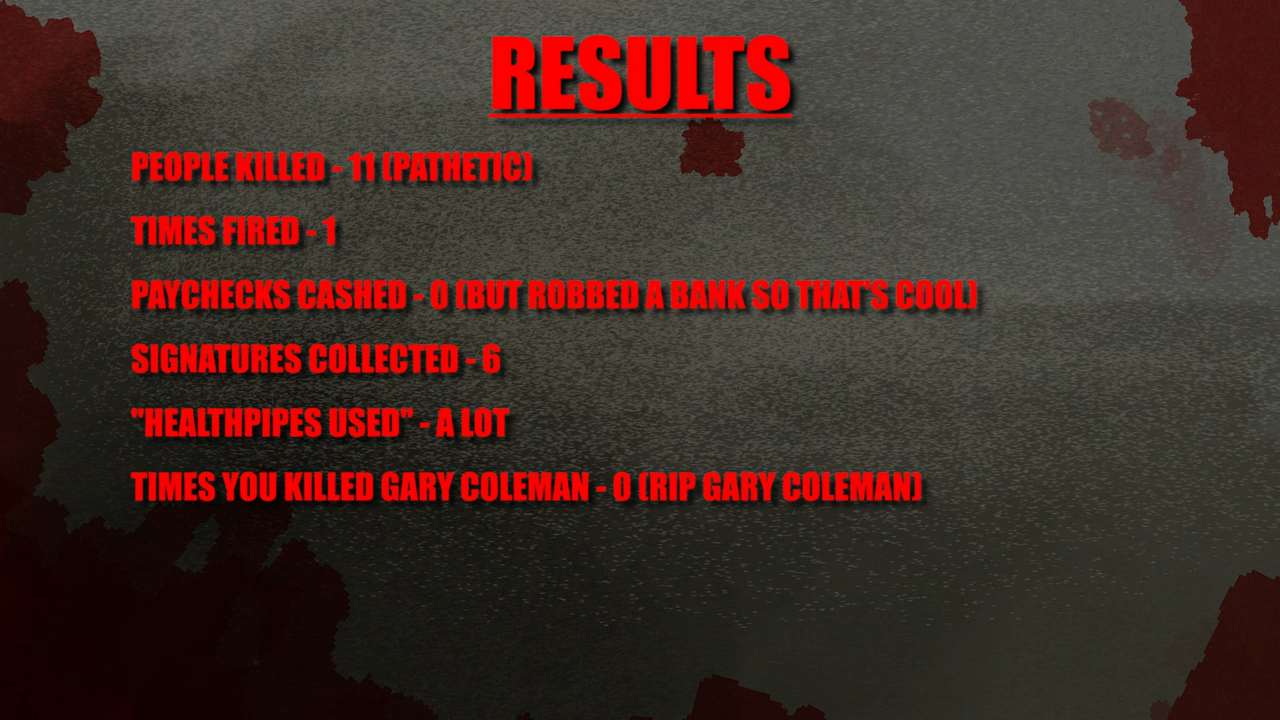 RESULTS
PEOPLE KILLED - 11 (PATHETIC)
TIMES FIRED - 1
PAYCHECKS CASHED - 0 (BUT ROBBED A BANK SO THAT'S COOL)
SIGNATURES COLLECTED - 6
"HEALTHPIPES USED" - A LOT
TIMES YOU KILLED GARY COLEMAN - 0 (RIP GARY COLEMAN)